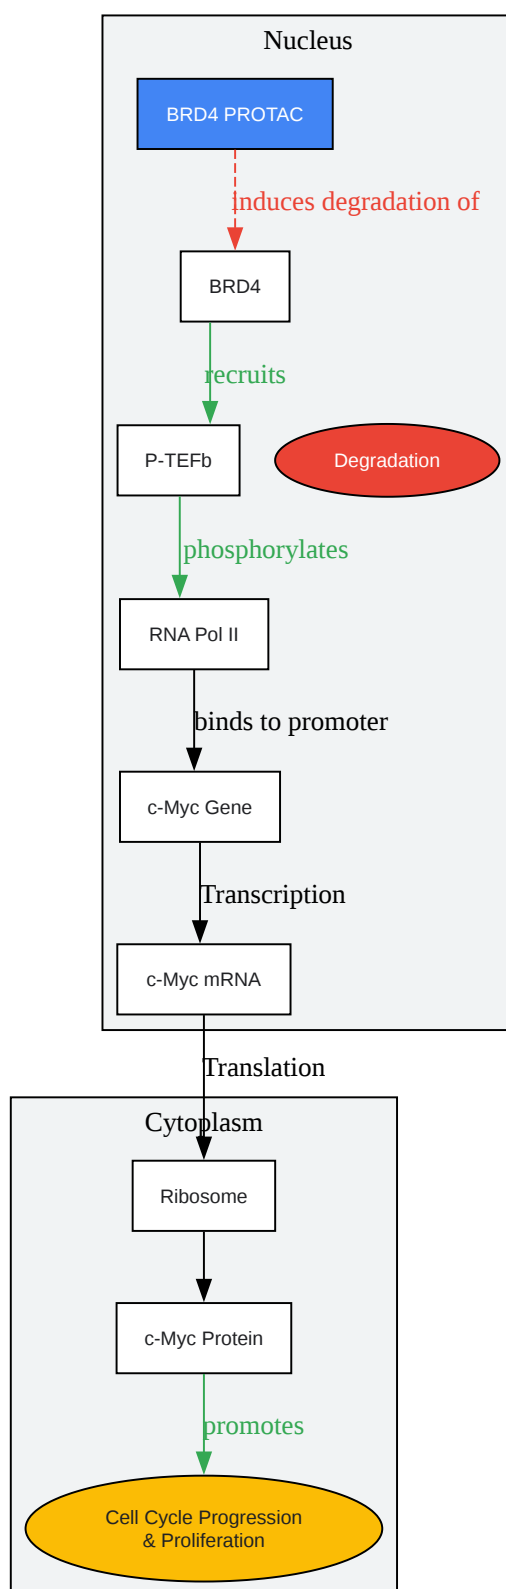 Nucleus
BRD4 PROTAC
induces degradation of
BRD4
recruits
P-TEFb
Degradation
phosphorylates
RNA Pol II
binds to promoter
c-Myc Gene
Transcription
c-Myc mRNA
Translation
Cytoplasm
Ribosome
c-Myc Protein
promotes
Cell Cycle Progression
& Proliferation